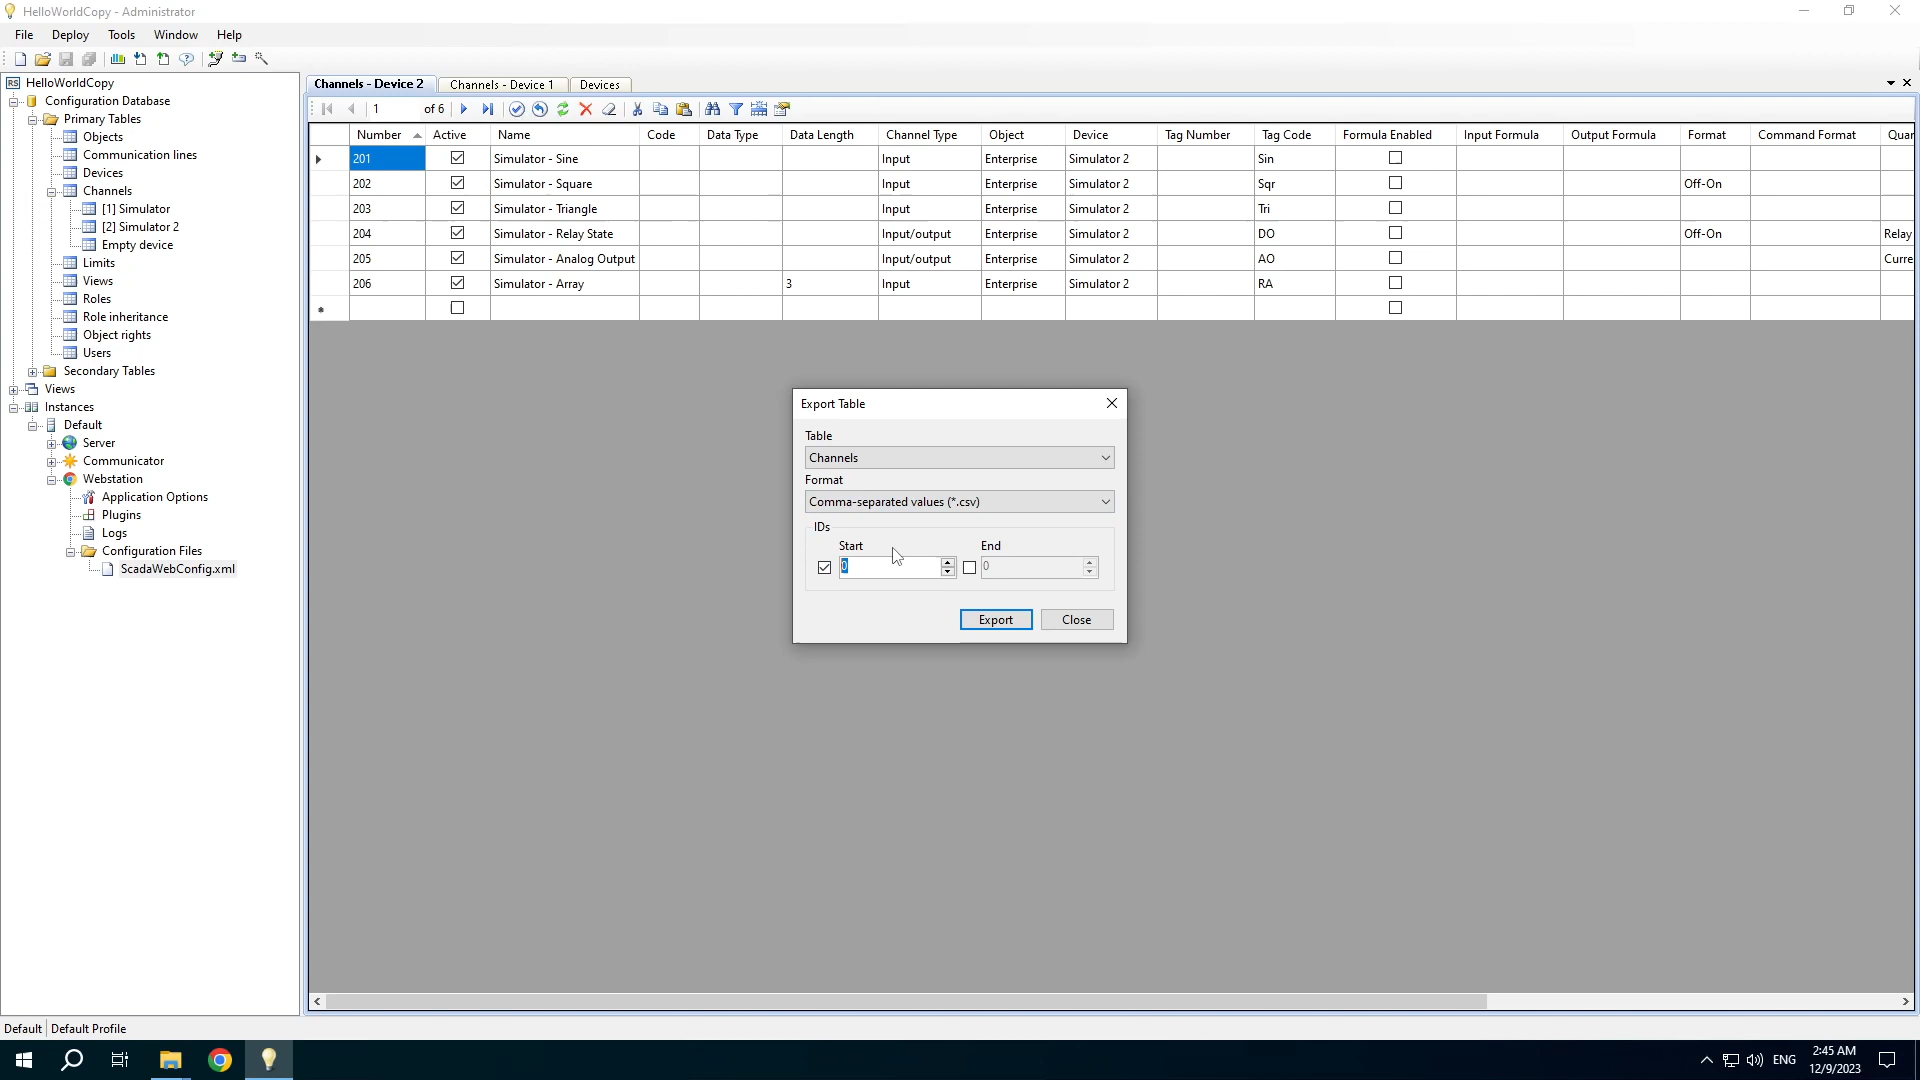 HelloWorldCopy - Administrator
File Deploy Tools Window Help
RS HelloWorldCopy
Configuration Database
Primary Tables
Objects
Communication lines
Devices
Channels
[1] Simulator
[2] Simulator 2
Empty device
Limits
Views
Roles
Role inheritance
Object rights
Users
Secondary Tables
Views
Instances
Default
Server
Communicator
Webstation
Application Options
Plugins
Logs
Configuration Files
ScadaWebConfig.xml
Channels - Device 2 Channels - Device 1 Devices
1 of 6
Number Active Name Code Data Type Data Length Channel Type Object Device Tag Number Tag Code Formula Enabled Input Formula Output Formula Format Command Format Quar
201 Simulator - Sine Input Enterprise Simulator 2 Sin
202 Simulator - Square Input Enterprise Simulator 2 Sqr Off-On
203 Simulator - Triangle Input Enterprise Simulator 2 Tri
204 Simulator - Relay State Input/output Enterprise Simulator 2 DO Off-On Relay
205 Simulator - Analog Output Input/output Enterprise Simulator 2 AO Curre
206 Simulator - Array 3 Input Enterprise Simulator 2 RA
Export Table
Table
Channels
Format
Comma-separated values (*.csv)
IDs
Start End
0 0
Export Close
Default Default Profile
ENG 2:45 AM
12/9/2023